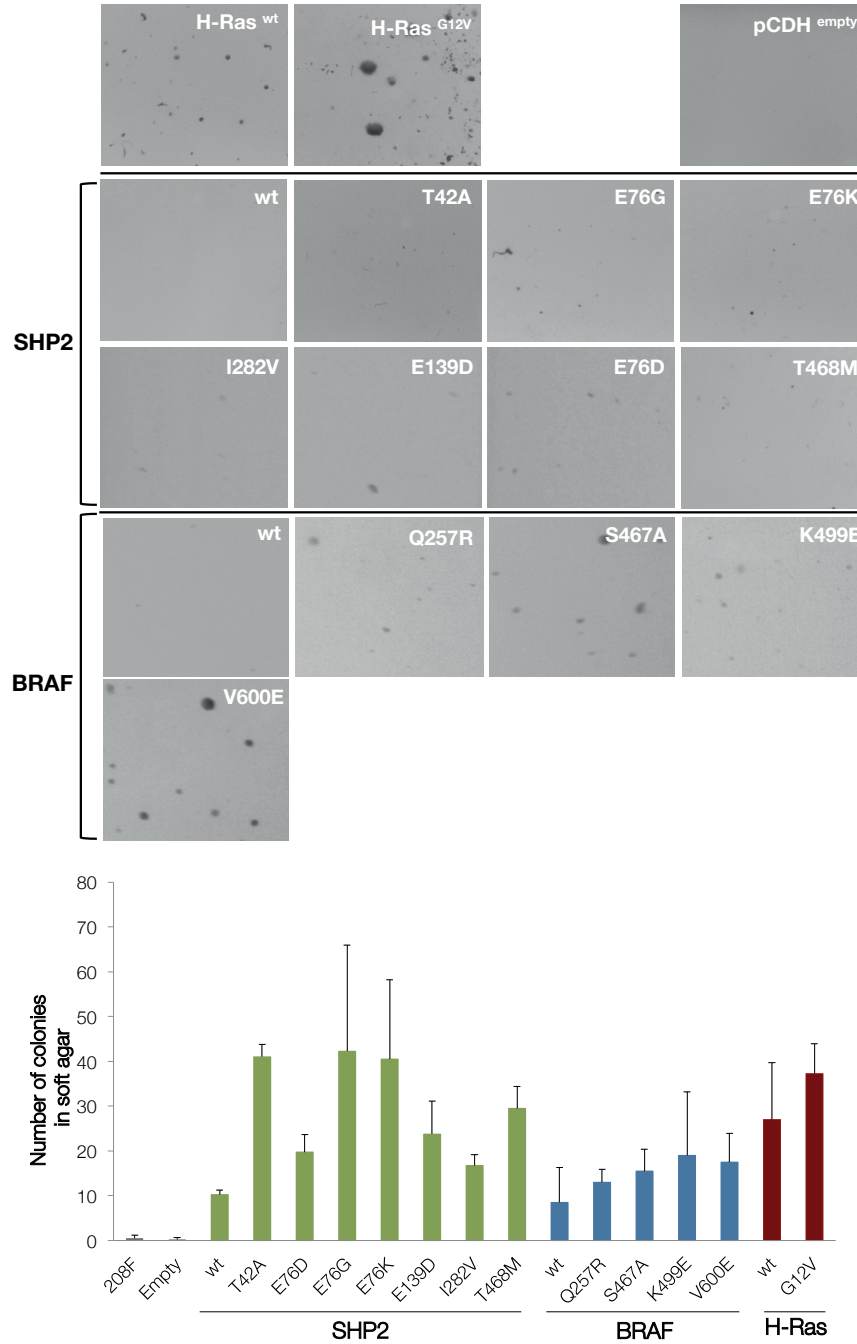 H-Ras wt
H-Ras G12V
pCDH empty
SHP2
wt
T42A
E76G
E76K
I282V
E139D
E76D
T468M
BRAF
wt
Q257R
S467A
K499E
V600E
Number of colonies
in soft agar
80
70
60
50
40
30
20
10
0
208F
Empty
wt
T42A
E76D
E76G
E76K
E139D
I282V
T468M
wt
Q257R
S467A
K499E
V600E
wt
G12V
SHP2
BRAF
H-Ras